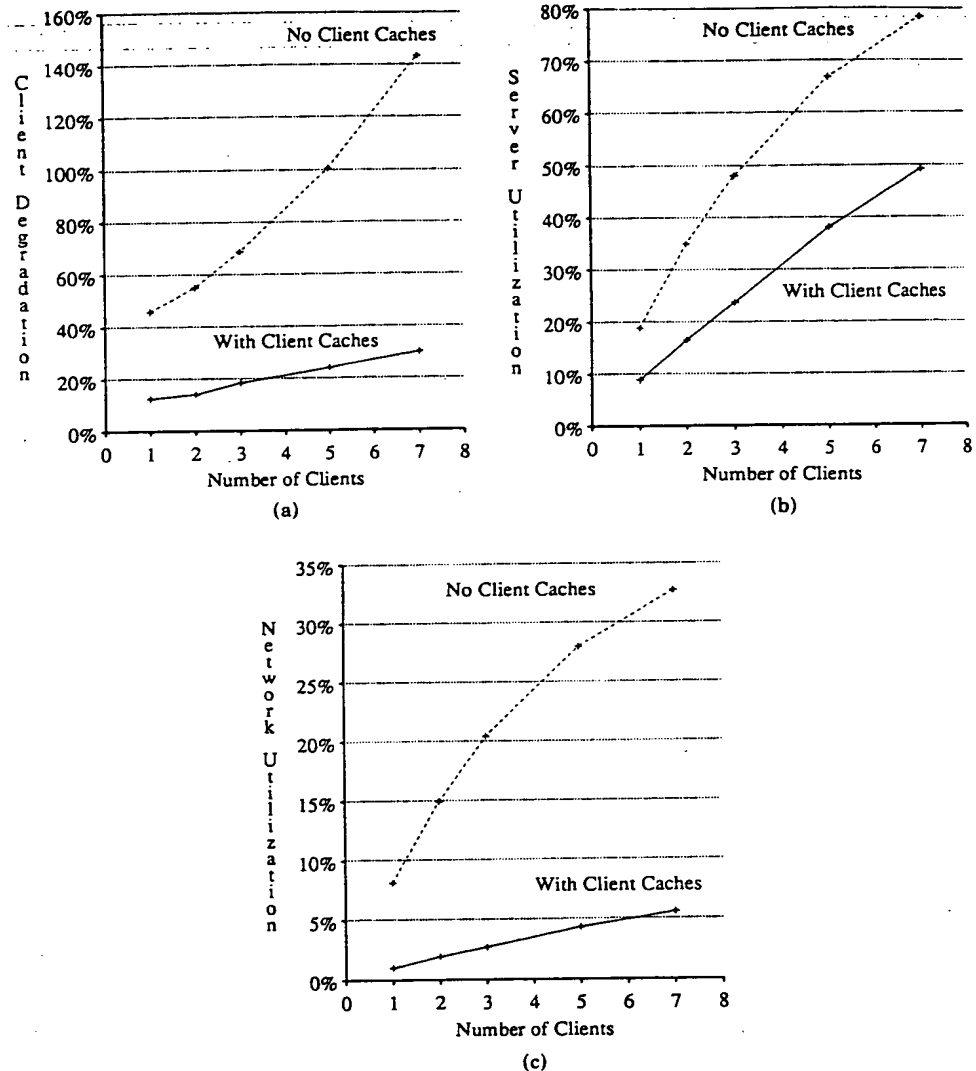 160%
140%
120%
100%
80%
60%
40%
20%
0%
Client Degradation
No Client Caches
With Client Caches
0 1 2 3 4 5 6 7 8
Number of Clients
(a)
80%
70%
60%
50%
40%
30%
20%
10%
0%
Server Utilization
No Client Caches
With Client Caches
0 1 2 3 4 5 6 7 8
Number of Clients
(b)
35%
30%
25%
20%
15%
10%
5%
0%
Network Utilization
No Client Caches
With Client Caches
0 1 2 3 4 5 6 7 8
Number of Clients
(c)